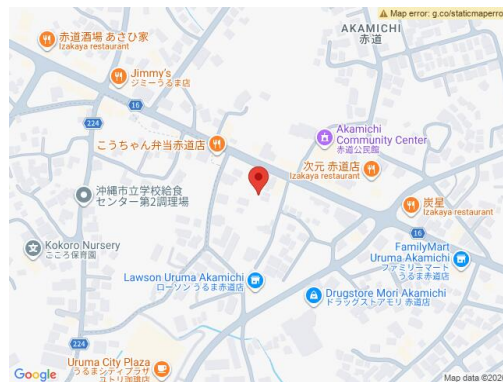 Map error: g.co/staticmaperro
AKAMICHI
赤道
赤道酒場 あさひ家
Izakaya restaurant
Jimmy's
ジミーうるま店
16
224
こうちゃん弁当赤道店
Akamichi
Community Center
赤道公民館
次元 赤道店
Izakaya restaurant
沖縄市立学校給食
センター第2調理場
炭星
Izakaya restaurant
16
Kokoro Nursery
こころ保育園
FamilyMart
Uruma Akamichi
ファミリーマート
うるま赤道店
Lawson Uruma Akamichi
ローソン うるま赤道店
Drugstore Mori Akamichi
ドラッグストアモリ 赤道店
224
Uruma City Plaza
うるまシティプラザ
Google
Map data ©202